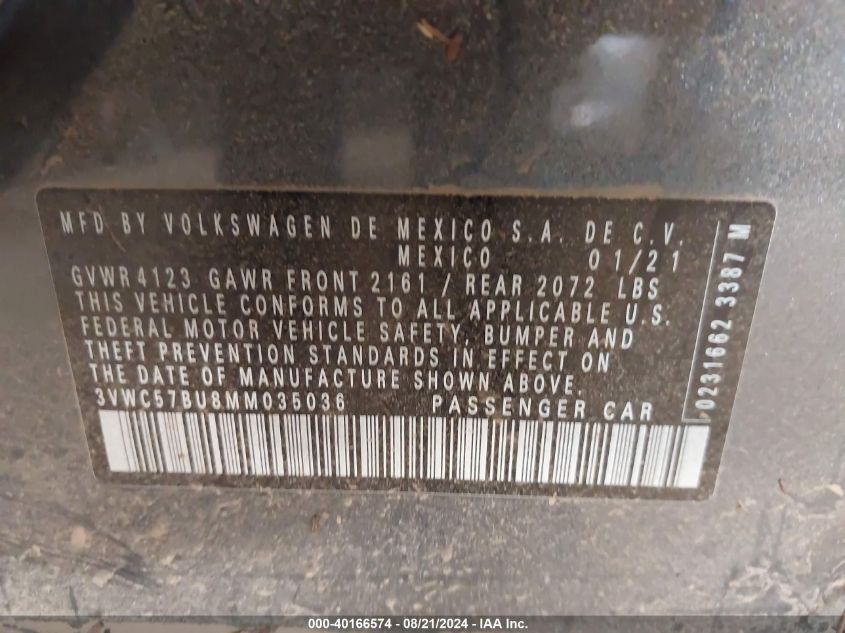 MFD BY VOLKSWAGEN DE MEXICO S.A. DE C.V.
MEXICO 01/21
GVWR 4123 GAWR FRONT 2161 / REAR 2072 LBS
THIS VEHICLE CONFORMS TO ALL APPLICABLE U.S.
FEDERAL MOTOR VEHICLE SAFETY, BUMPER AND
THEFT PREVENTION STANDARDS IN EFFECT ON
THE DATE OF MANUFACTURE SHOWN ABOVE.
3VWC57BU8MM035036 PASSENGER CAR
0231662 3387 M
000-40166574 - 08/21/2024 - IAA Inc.